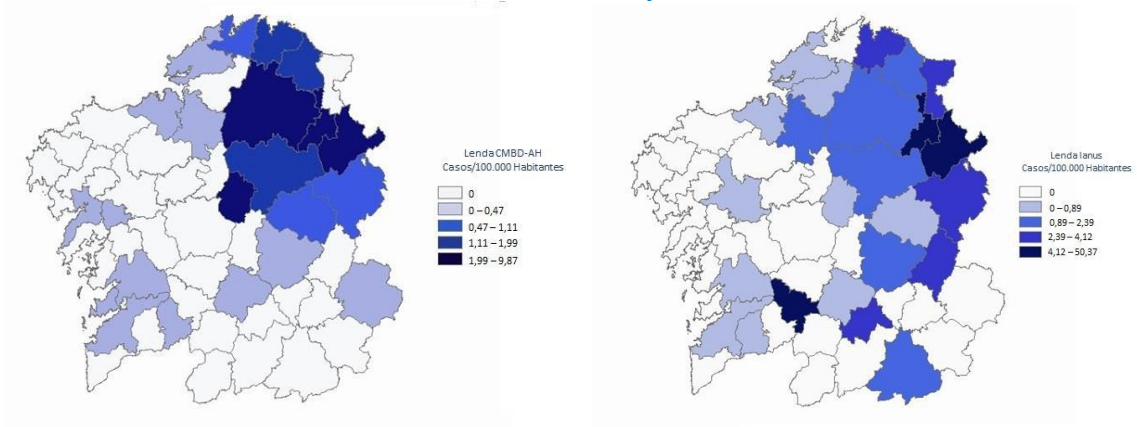 Lenda CMBD-AH
Casos/100.000 Habitantes
0
0 – 0,47
0,47 – 1,11
1,11 – 1,99
1,99 – 9,87
Lenda Ianus
Casos/100.000 Habitantes
0
0 – 0,89
0,89 – 2,39
2,39 – 4,12
4,12 – 50,37